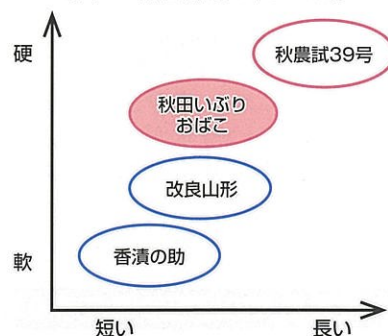 硬
秋農試39号
秋田いぶり
おばこ
改良山形
香漬の助
軟
短い
長い